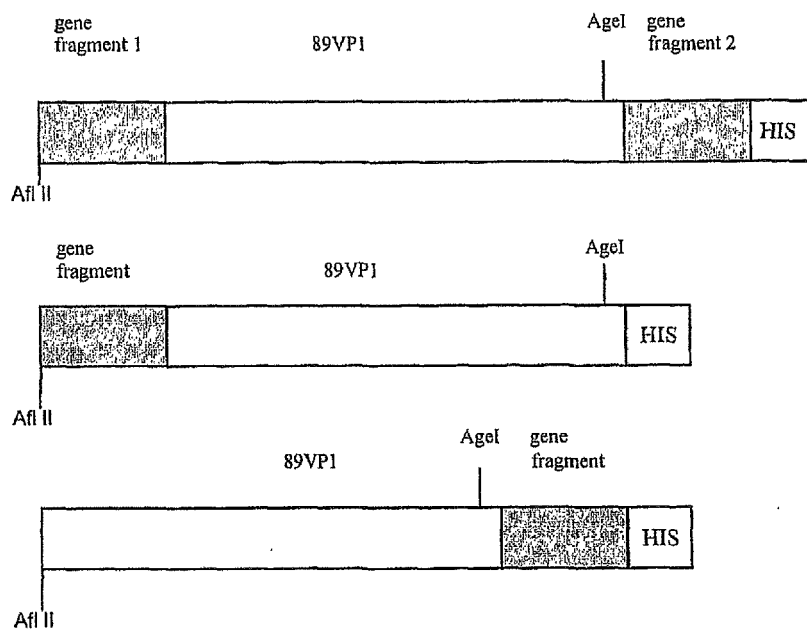 gene
fragment 1
89VP1
AgeI
gene
fragment 2
HIS
Afl II
gene
fragment
89VP1
AgeI
HIS
Afl II
89VP1
AgeI
gene
fragment
HIS
Afl II